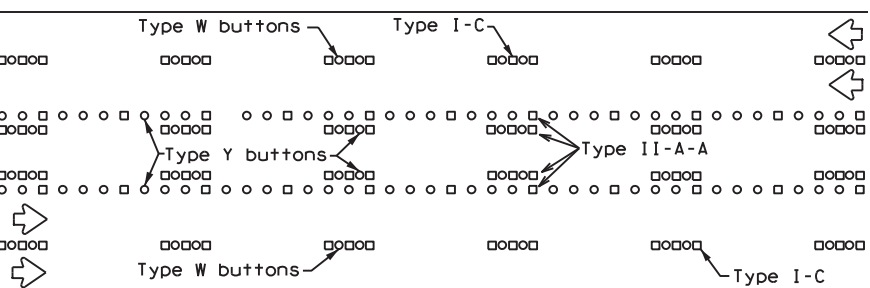 Type W buttons
Type I-C
Type Y buttons
Type II-A-A
Type W buttons
Type I-C